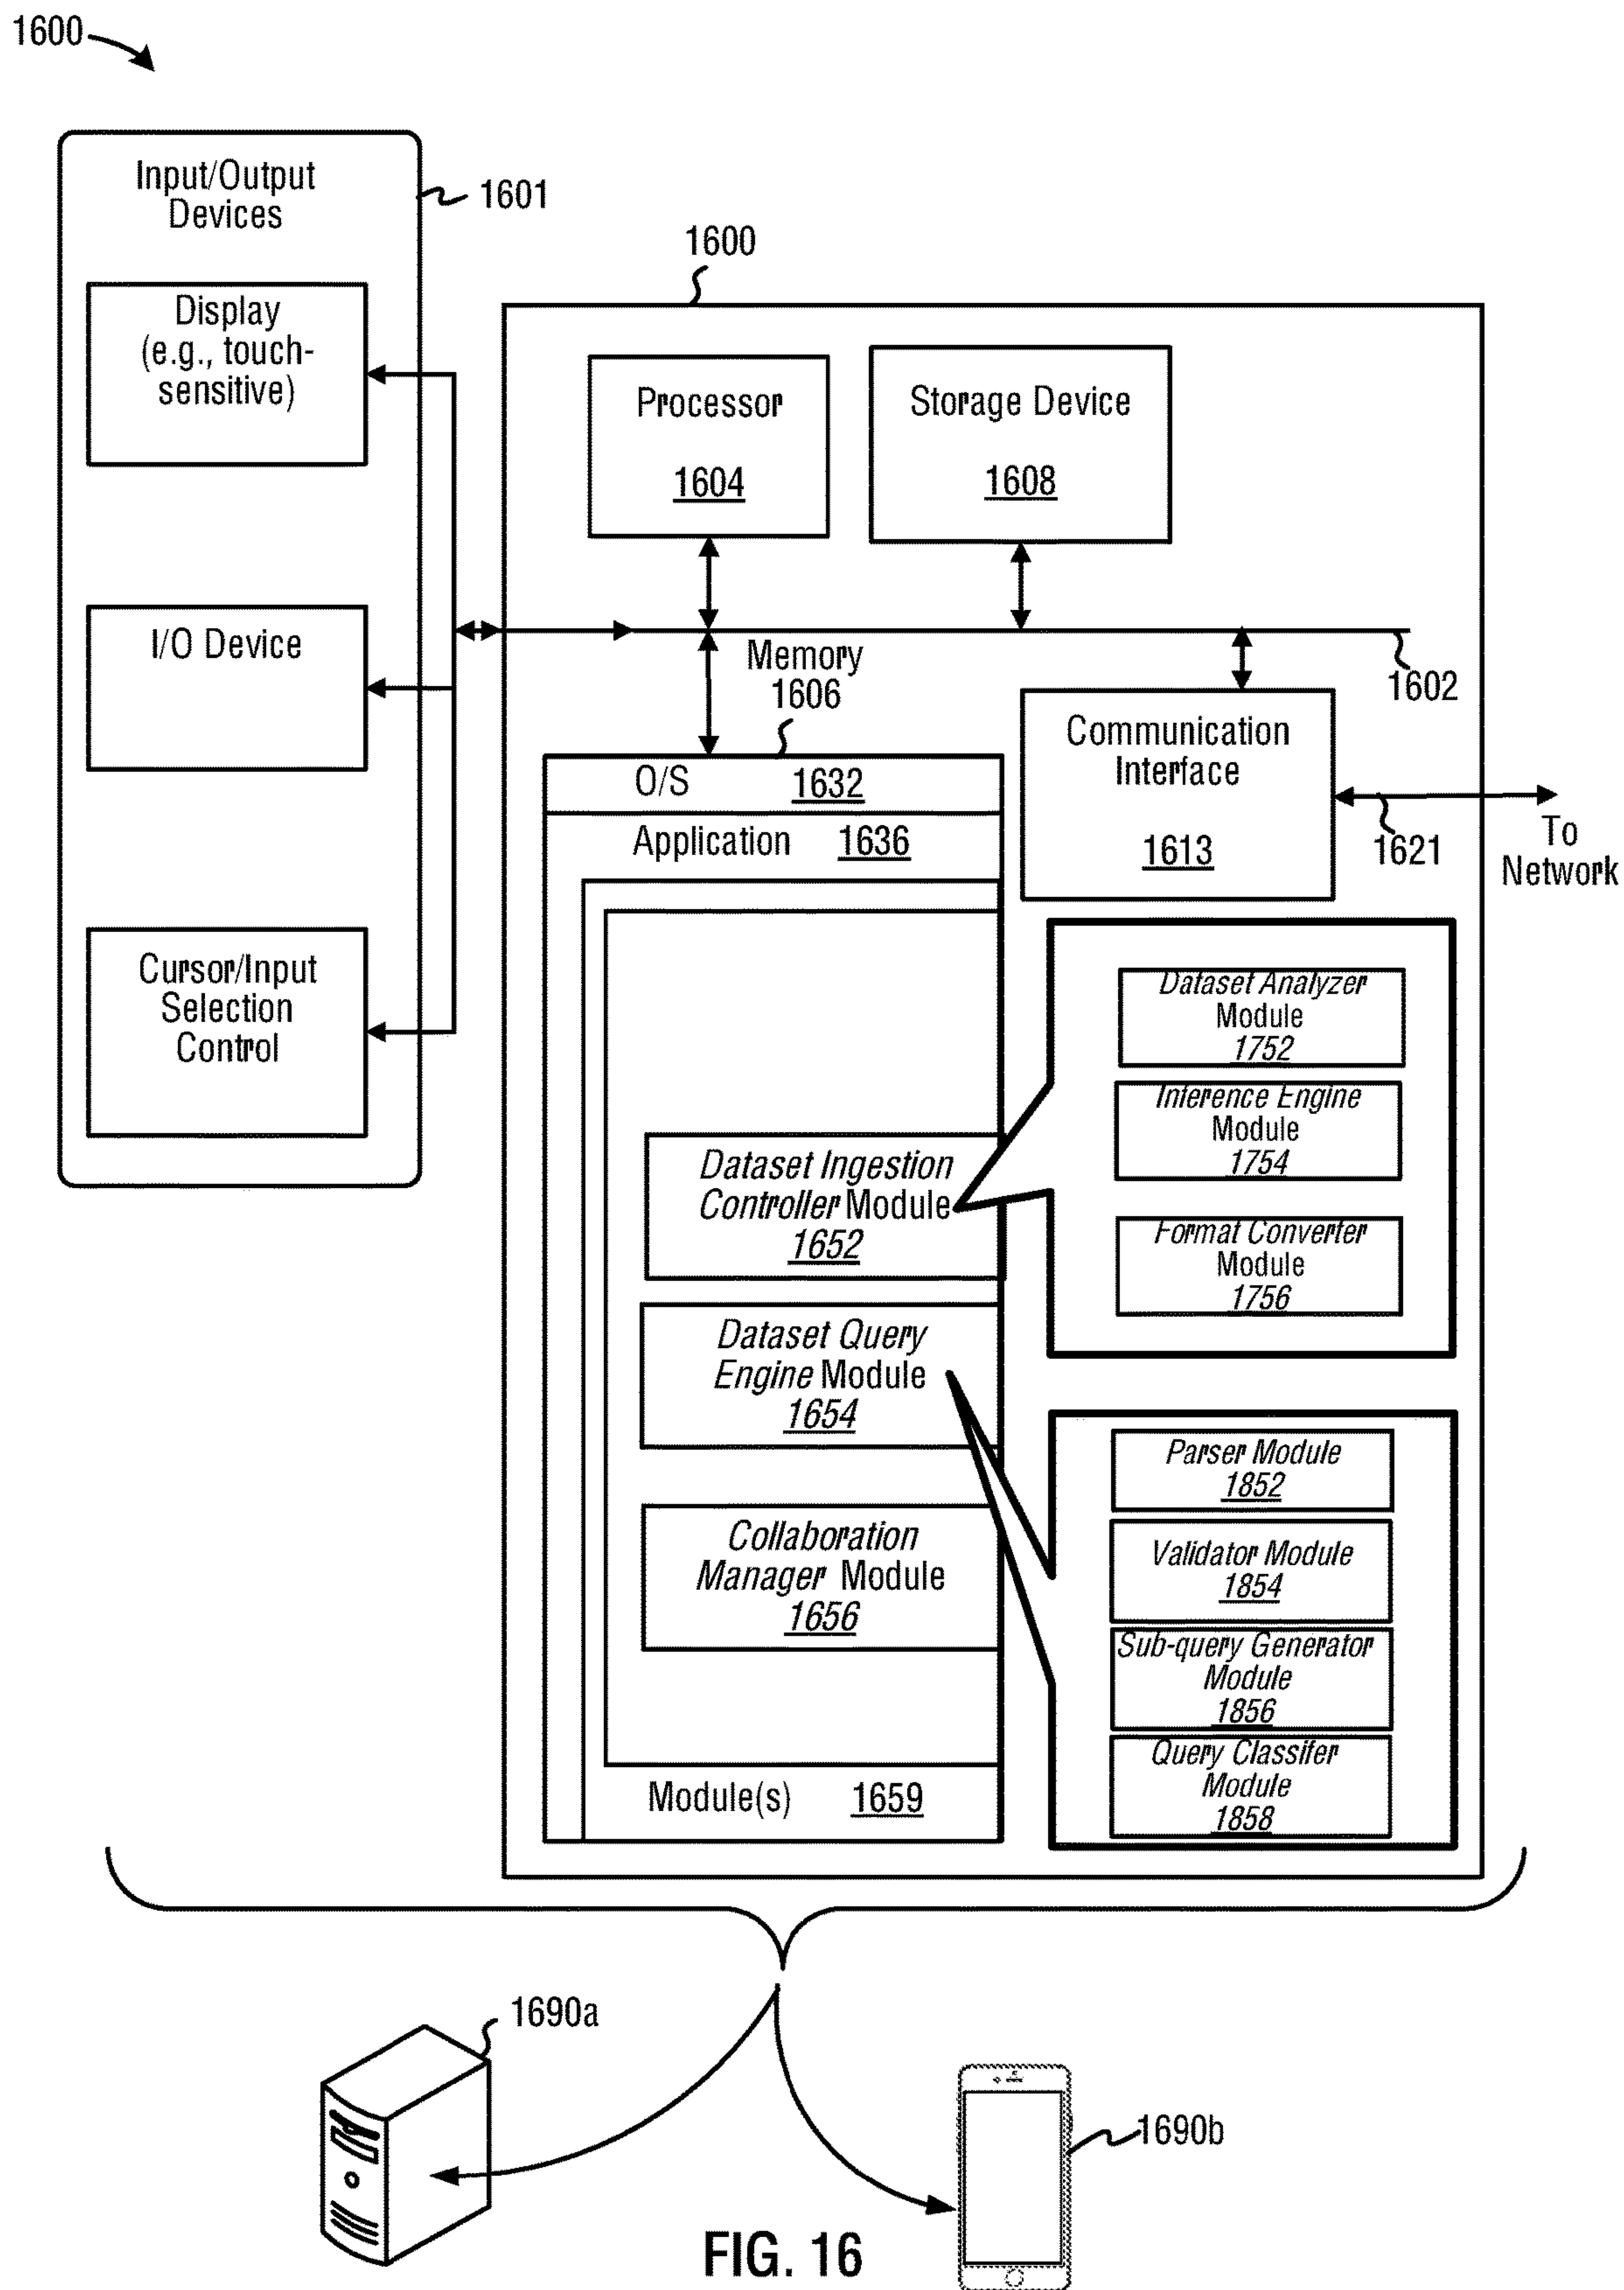 1600
Input/Output
Devices
1601
Display
(e.g., touch-
sensitive)
I/O Device
Cursor/Input
Selection
Control
1600
Processor
1604
Storage Device
1608
1602
Memory
1606
O/S 1632
Application 1636
Communication
Interface
1613
1621
To
Network
Dataset Ingestion
Controller Module
1652
Dataset Query
Engine Module
1654
Collaboration
Manager Module
1656
Module(s) 1659
Dataset Analyzer
Module
1752
Inference Engine
Module
1754
Format Converter
Module
1756
Parser Module
1852
Validator Module
1854
Sub-query Generator
Module
1856
Query Classifer
Module
1858
1690a
1690b
FIG. 16